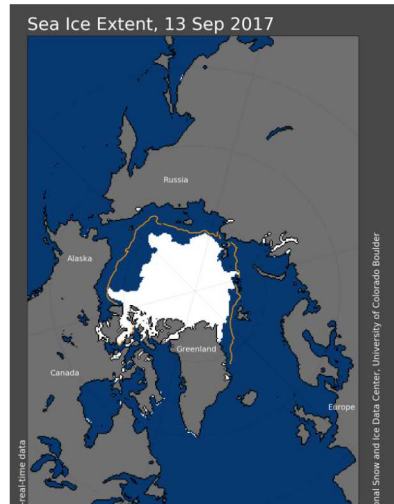 Sea Ice Extent, 13 Sep 2017
Russia
Alaska
Greenland
Canada
Europe
-real-time data
nal Snow and Ice Data Center, University of Colorado Boulder